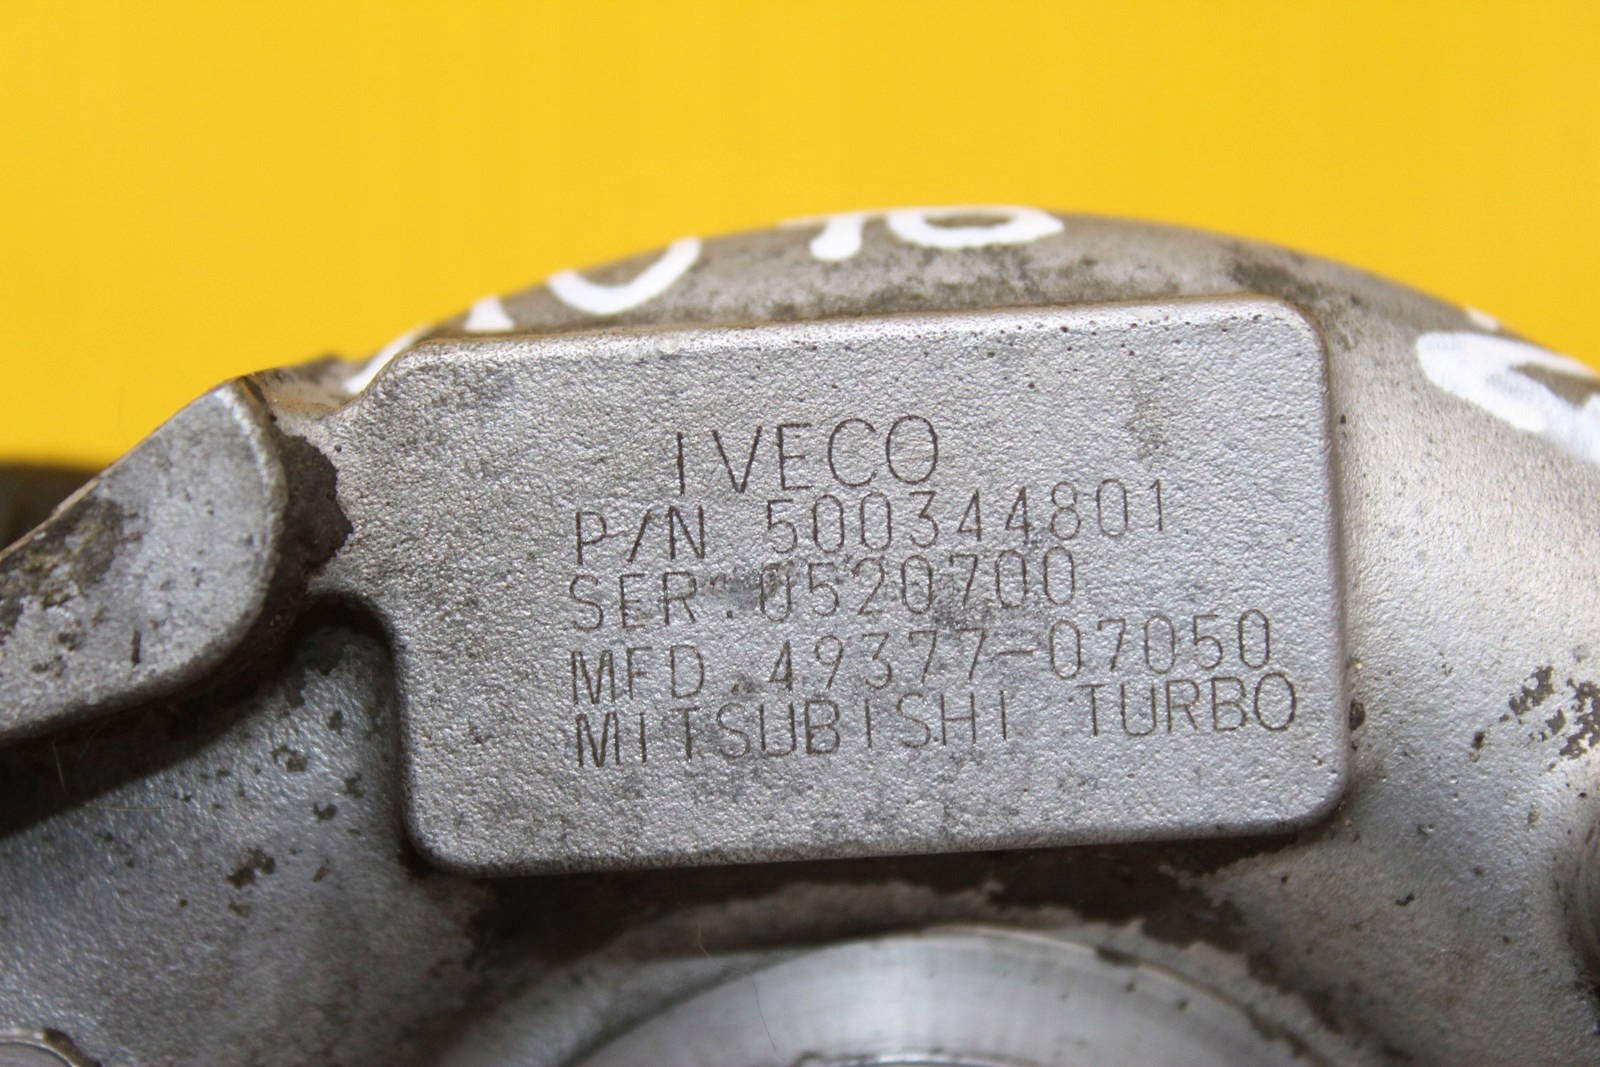 IVECO
P/N 500344801
SER.0520700
MFD.49377-07050
MITSUBISHI TURBO